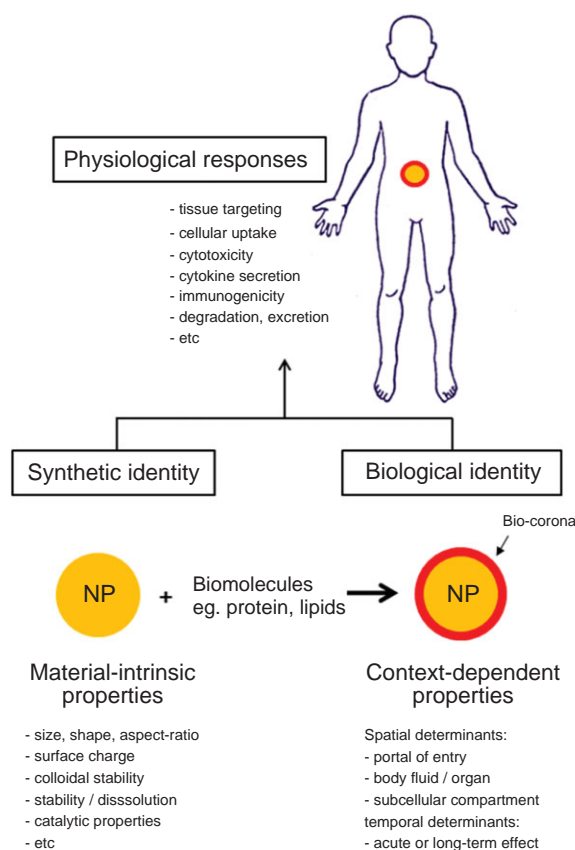 Physiological responses
- tissue targeting
- cellular uptake
- cytotoxicity
- cytokine secretion
- immunogenicity
- degradation, excretion
- etc
Synthetic identity
Biological identity
Bio-corona
NP
+
Biomolecules
eg. protein, lipids
NP
Material-intrinsic
properties
- size, shape, aspect-ratio
- surface charge
- colloidal stability
- stability / disssolution
- catalytic properties
- etc
Context-dependent
properties
Spatial determinants:
- portal of entry
- body fluid / organ
- subcellular compartment
temporal determinants:
- acute or long-term effect